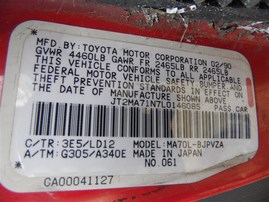 MFD. BY: TOYOTA MOTOR CORPORATION 02/90
GVWR 4460LB GAWR FR 2465LB RR 2465LB
THIS VEHICLE CONFORMS TO ALL APPLICABLE
FEDERAL MOTOR VEHICLE SAFETY BUMPER, AND
THEFT PREVENTION STANDARDS IN EFFECT ON
THE DATE OF MANUFACTURE SHOWN ABOVE.
JT2MA71N7L0146085 PASS.CAR
C/TR: 3E5/LD12 MODEL: MA70L-BJPVZA
A/TM: G305/A340E MADE IN JAPAN
NO.061
CA00041127